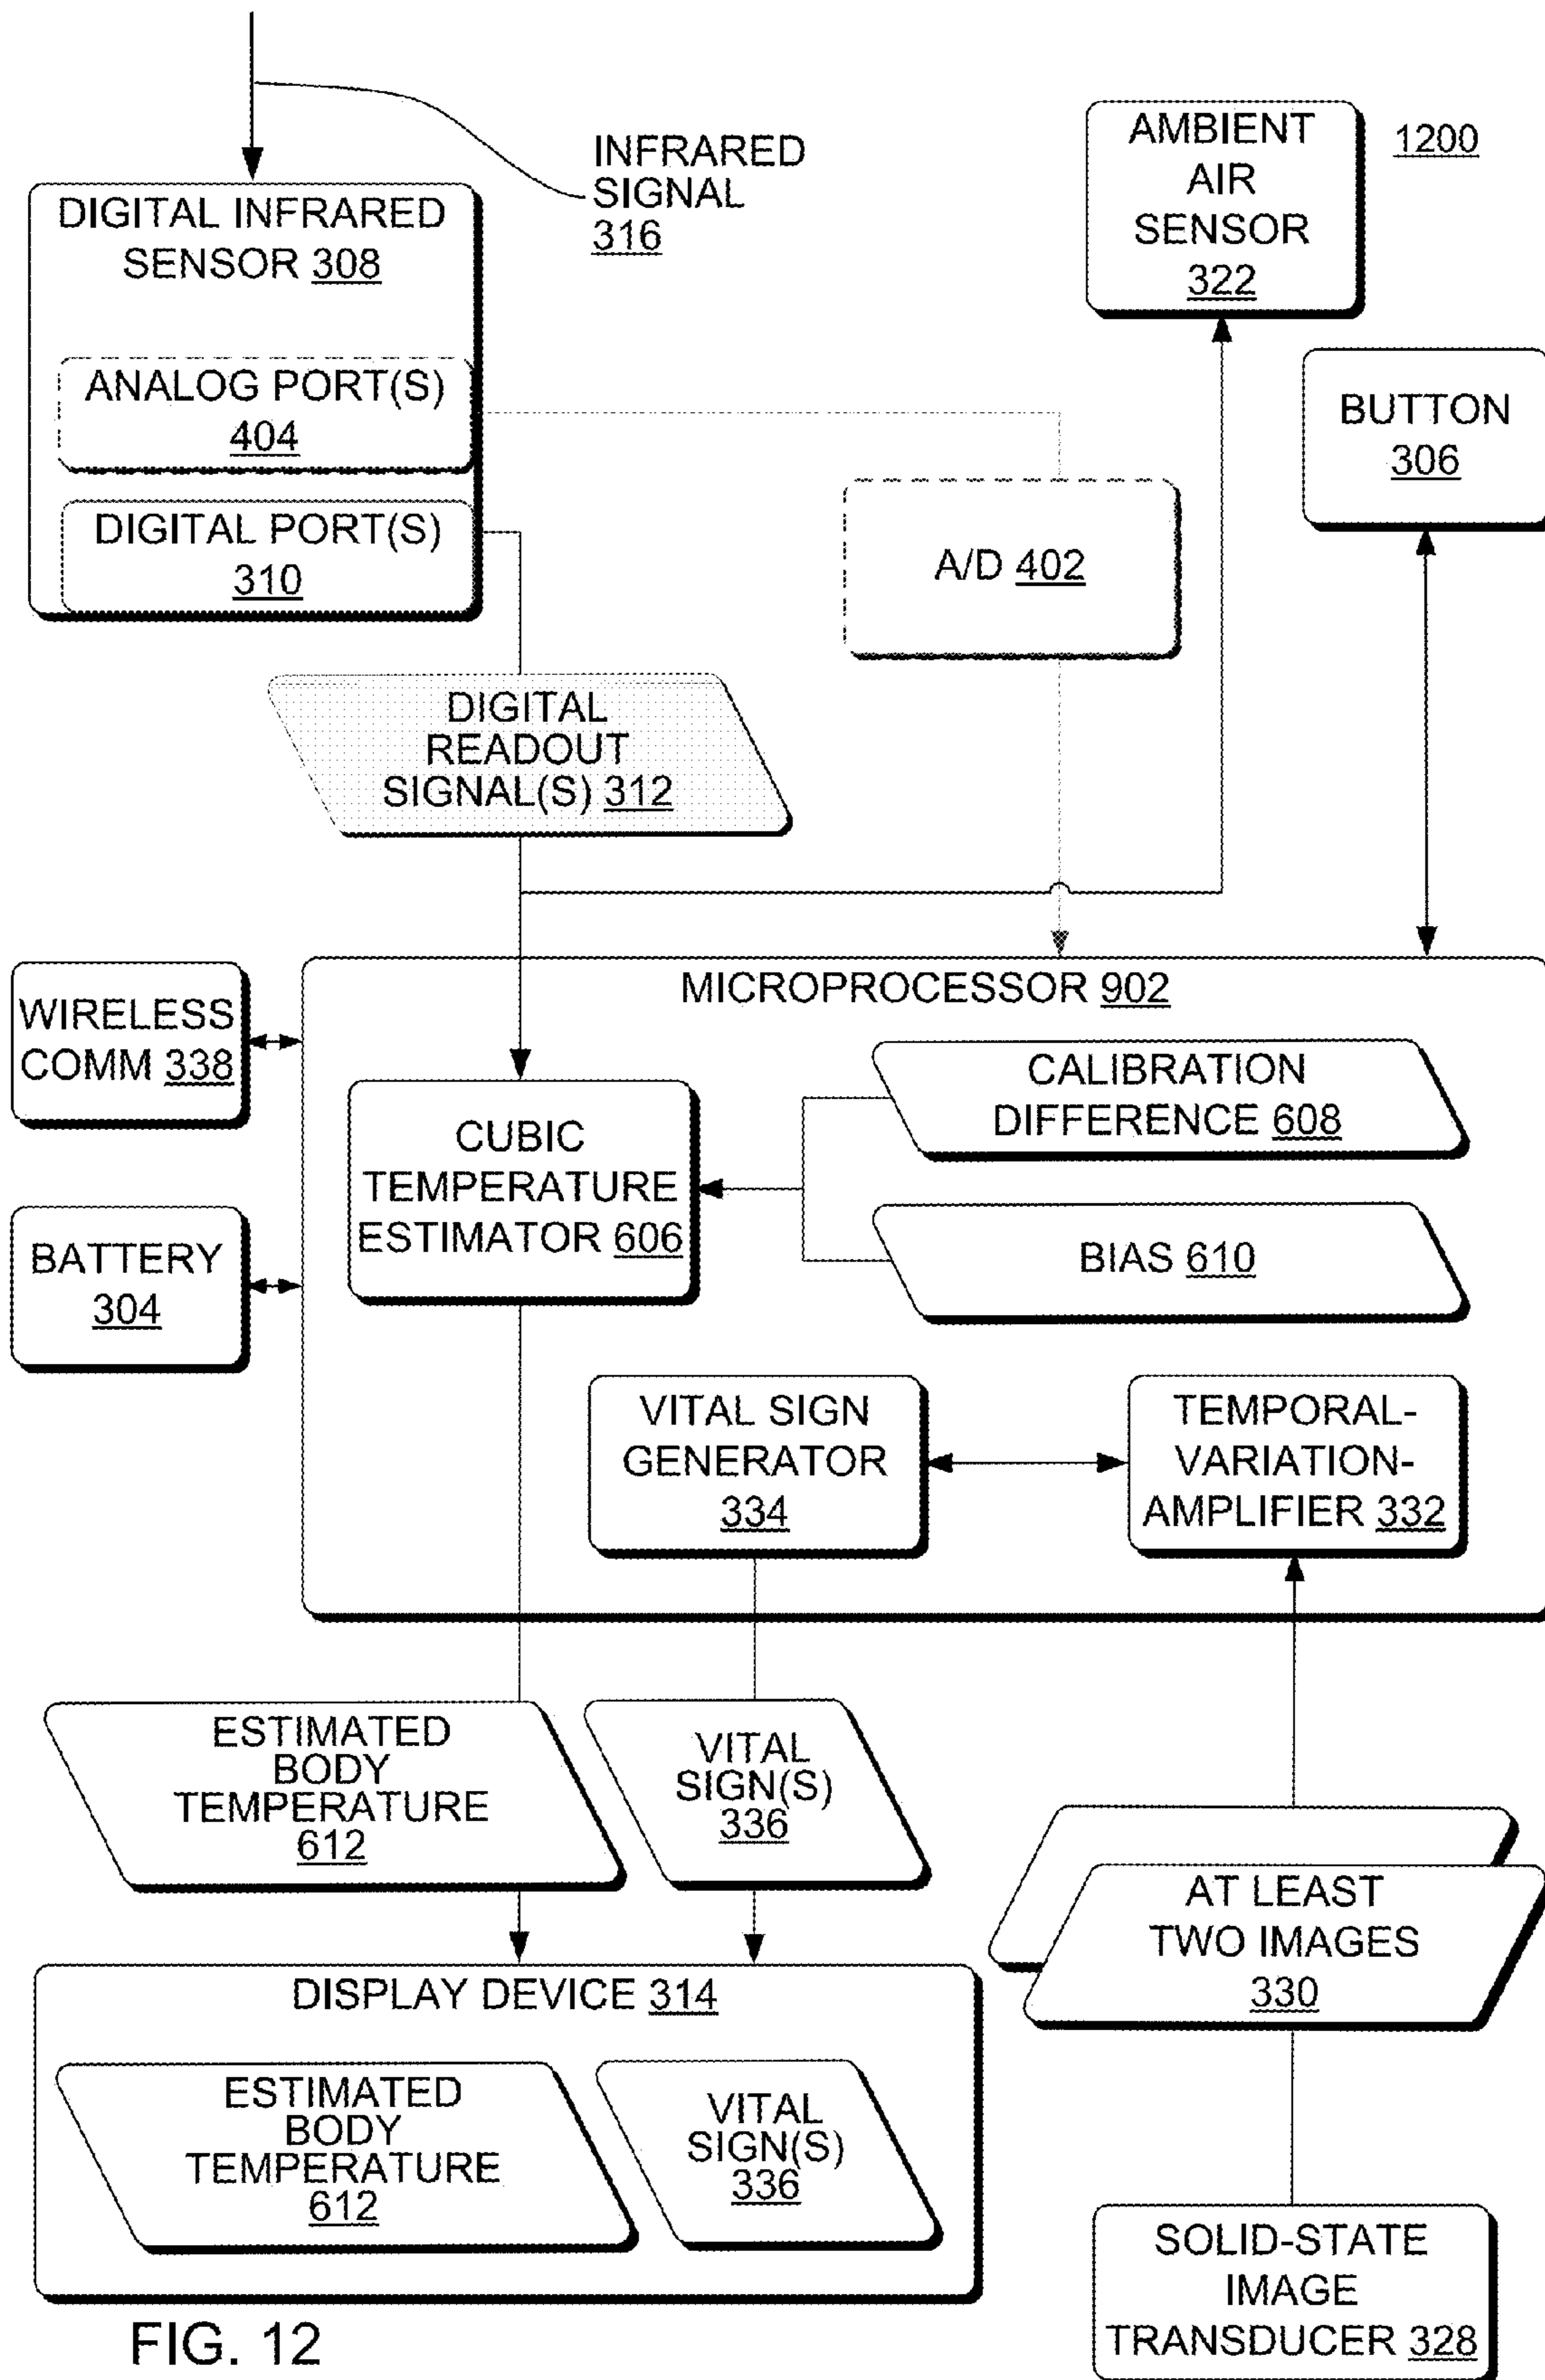 INFRARED
SIGNAL
316
AMBIENT
AIR
SENSOR
322
1200
DIGITAL INFRARED
SENSOR 308
ANALOG PORT(S)
404
DIGITAL PORT(S)
310
BUTTON
306
A/D 402
DIGITAL
READOUT
SIGNAL(S) 312
MICROPROCESSOR 902
WIRELESS
COMM 338
CALIBRATION
DIFFERENCE 608
CUBIC
TEMPERATURE
ESTIMATOR 606
BIAS 610
BATTERY
304
VITAL SIGN
GENERATOR
334
TEMPORAL-
VARIATION-
AMPLIFIER 332
ESTIMATED
BODY
TEMPERATURE
612
VITAL
SIGN(S)
336
AT LEAST
TWO IMAGES
330
DISPLAY DEVICE 314
ESTIMATED
BODY
TEMPERATURE
612
VITAL
SIGN(S)
336
SOLID-STATE
IMAGE
TRANSDUCER 328
FIG. 12